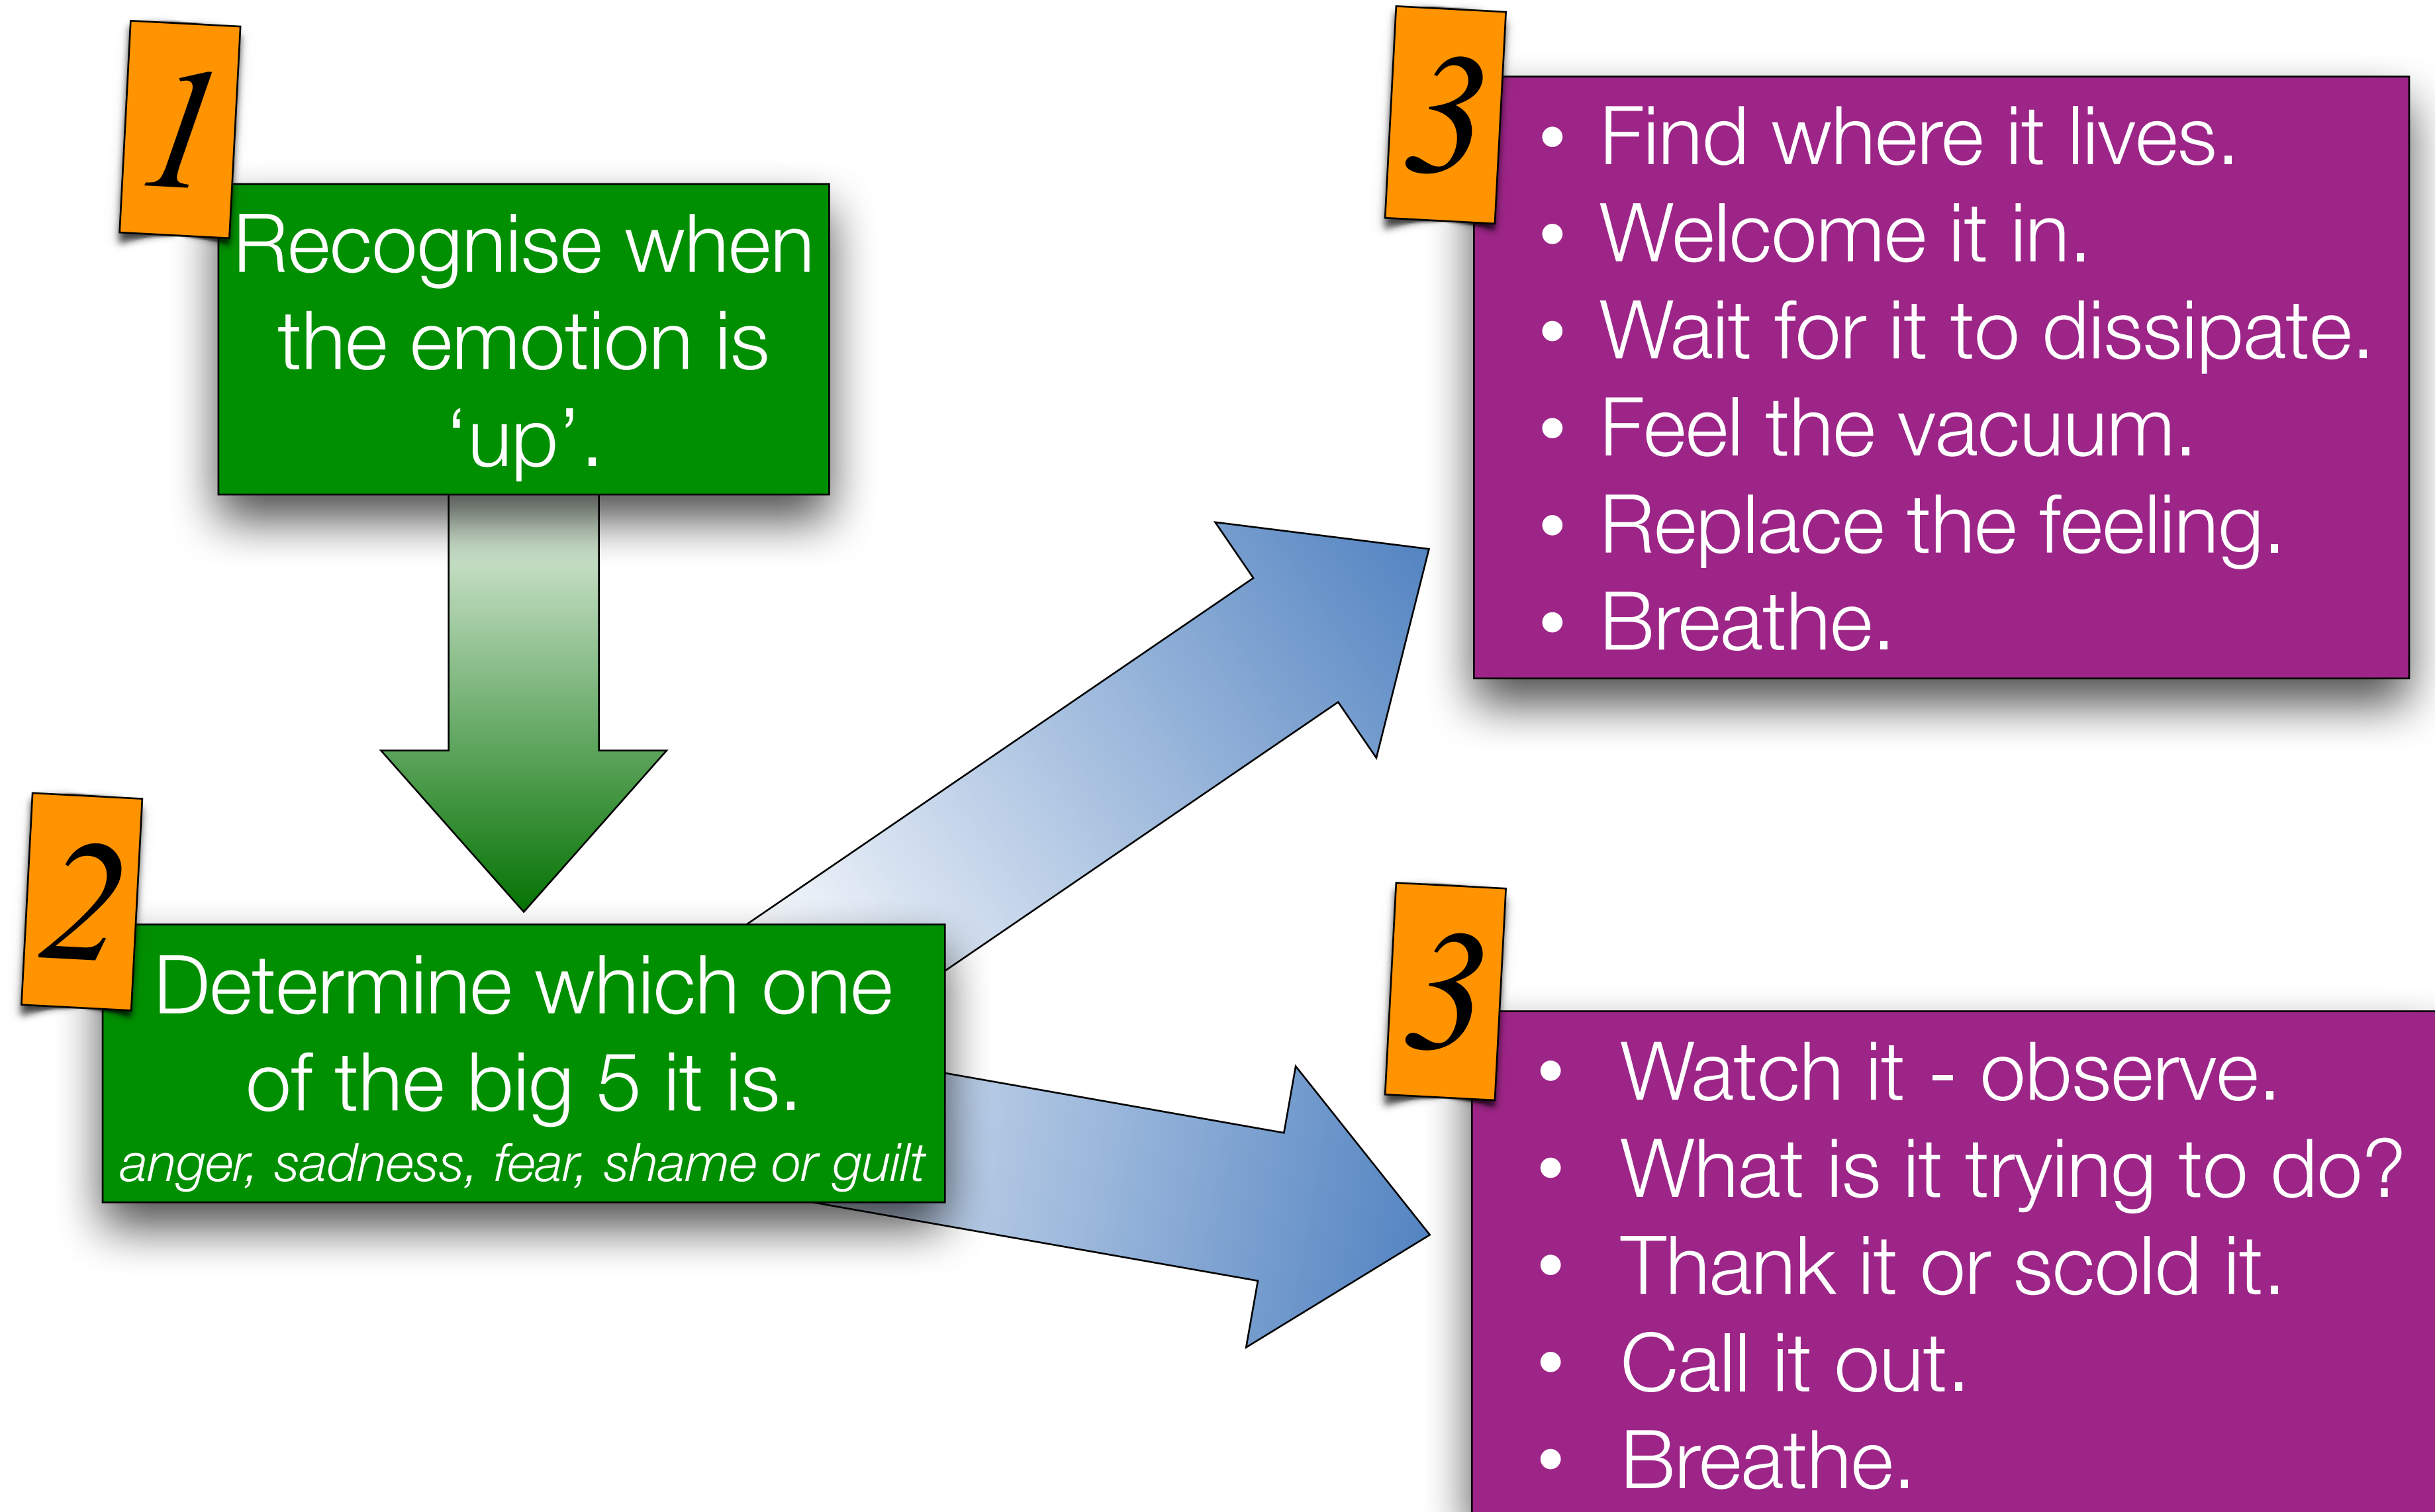 1
Recognise when
the emotion is
‘up’.
2
Determine which one
of the big 5 it is.
anger, sadness, fear, shame or guilt
3
• Find where it lives.
• Welcome it in.
• Wait for it to dissipate.
• Feel the vacuum.
• Replace the feeling.
• Breathe.
3
• Watch it - observe.
• What is it trying to do?
• Thank it or scold it.
• Call it out.
• Breathe.